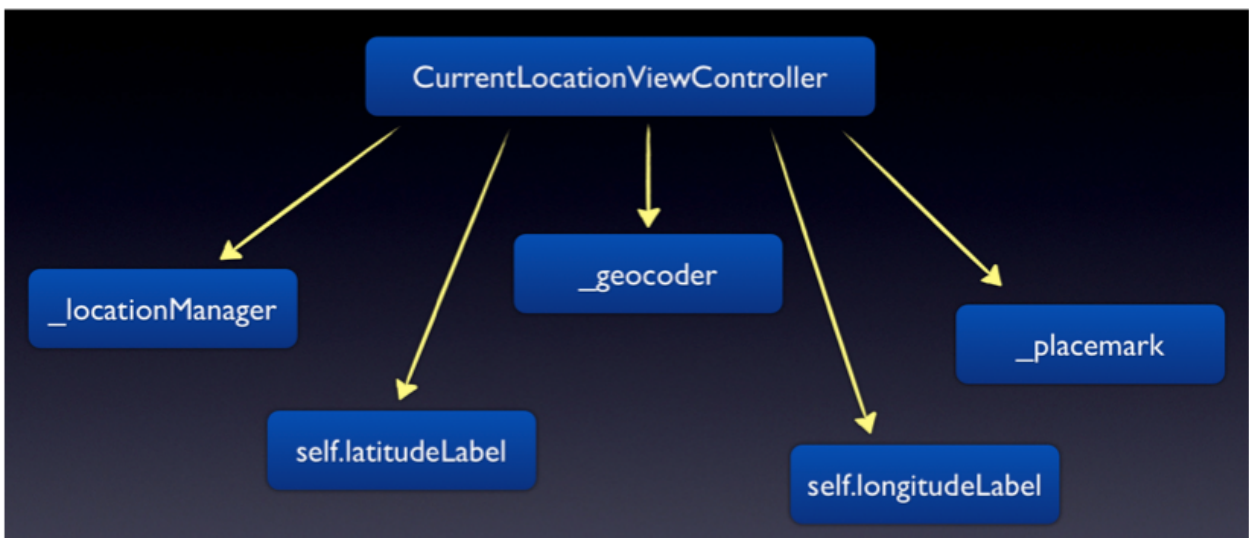 CurrentLocationViewController
_locationManager
_geocoder
_placemark
self.latitudeLabel
self.longitudeLabel